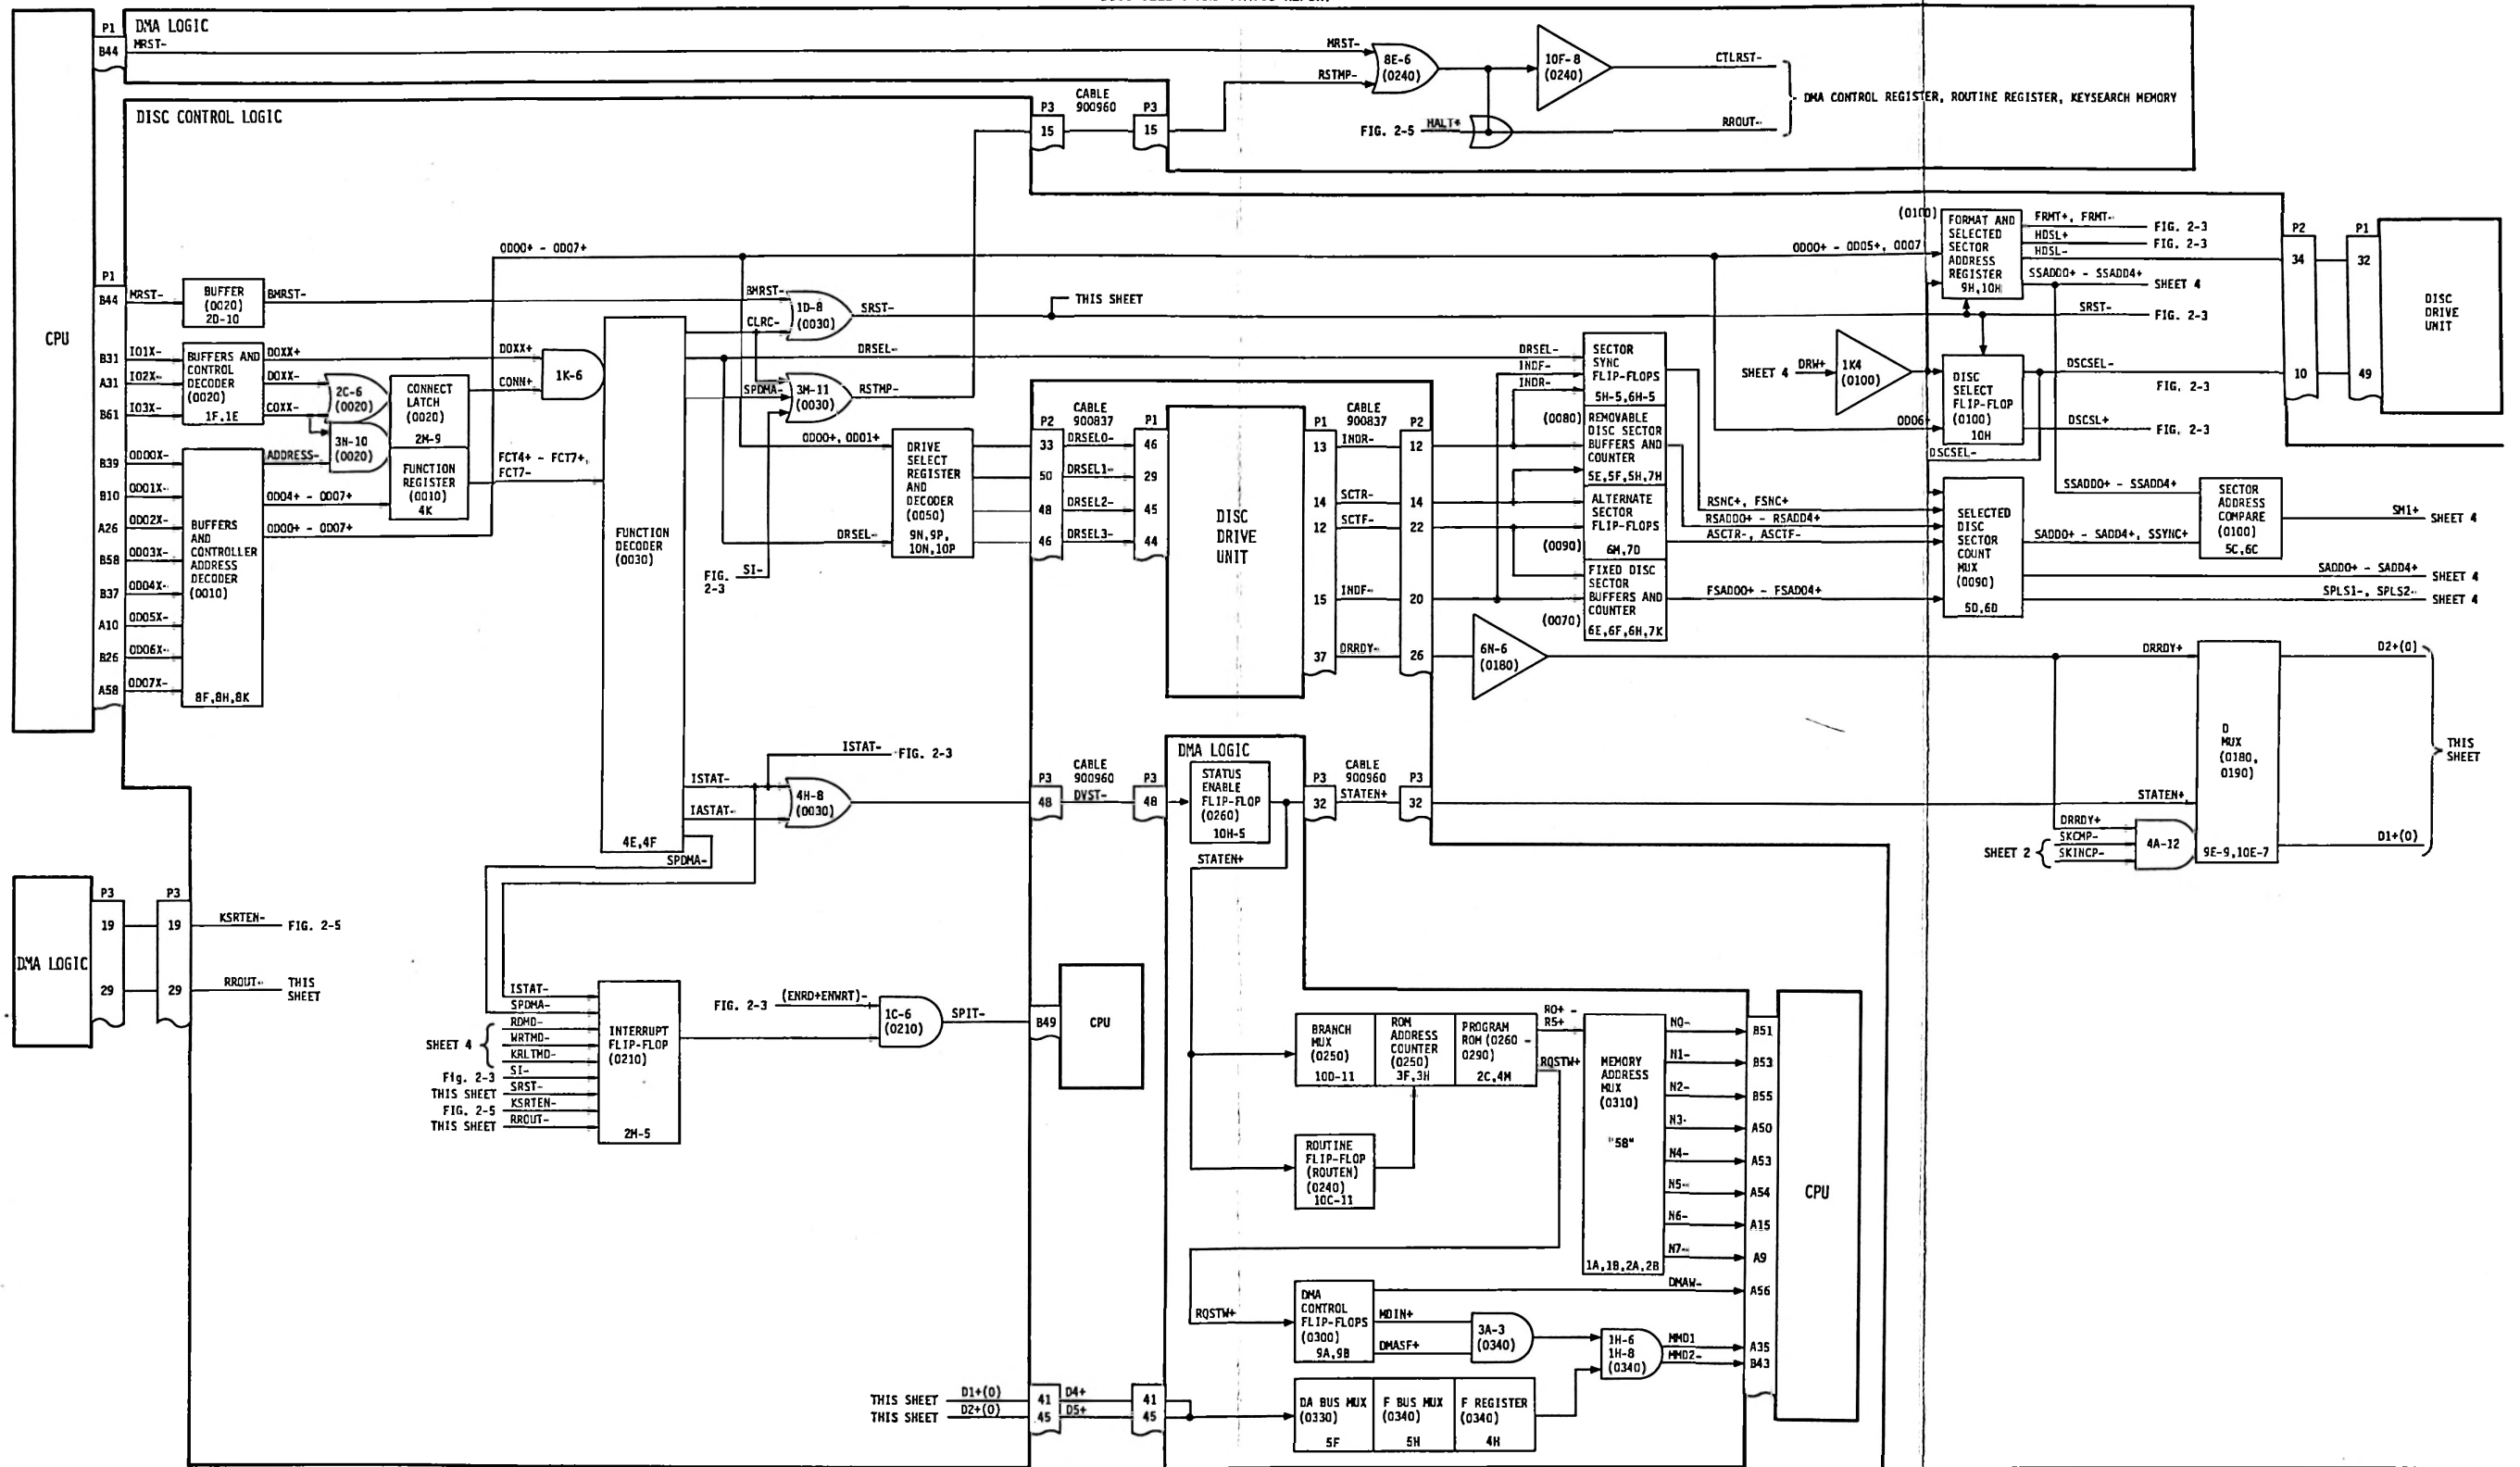 P1
DMA LOGIC
B44
MRST-
MRST-
RSTMP-
8E-6
(0240)
10F-8
(0240)
CTLRST-
DMA CONTROL REGISTER, ROUTINE REGISTER, KEYSEARCH MEMORY
FIG. 2-5
HALT+
RROUT-
P3
15
CABLE
900960
P3
15
DISC CONTROL LOGIC
CPU
P1
B44
MRST-
BUFFER
(0020)
2D-10
BMRST-
B31
IO1X-
A31
IO2X-
B61
IO3X-
BUFFERS AND
CONTROL
DECODER
(0020)
1F,1E
DOXX+
DOXX-
COXX-
2C-6
(0020)
3N-10
(0020)
ADDRESS-
CONNECT
LATCH
(0020)
2M-9
FUNCTION
REGISTER
(0010)
4K
DOXX+
CONN+
1K-6
B39
OD00X-
B10
OD01X-
A26
OD02X-
B58
OD03X-
B37
OD04X-
A10
OD05X-
B26
OD06X-
A58
OD07X-
BUFFERS
AND
CONTROLLER
ADDRESS
DECODER
(0010)
8F,8H,8K
OD04+ - OD07+
OD00+ - OD07+
OD00+ - OD07+
FCT4+ - FCT7+,
FCT7-
FUNCTION
DECODER
(0030)
4E,4F
BMRST-
CLRC-
1D-8
(0030)
SRST-
THIS SHEET
DRSEL-
SPDMA-
3M-11
(0030)
RSTMP-
OD00+, OD01+
DRSEL-
FIG.
2-3
SI-
DRIVE
SELECT
REGISTER
AND
DECODER
(0050)
9N,9P,
10N,10P
P2
CABLE
900837
P1
33
DRSEL0-
46
50
DRSEL1-
29
48
DRSEL2-
45
46
DRSEL3-
44
DISC
DRIVE
UNIT
P1
CABLE
900837
P2
13
INDR-
12
14
SCTR-
14
12
SCTF-
22
15
INDF-
20
37
DRRDY-
26
6N-6
(0180)
DRSEL-
INDF-
INDR-
SECTOR
SYNC
FLIP-FLOPS
5H-5,6H-5
(0080)
REMOVABLE
DISC SECTOR
BUFFERS AND
COUNTER
5E,5F,5H,7H
ALTERNATE
SECTOR
FLIP-FLOPS
(0090)
6M,7D
FIXED DISC
SECTOR
BUFFERS AND
COUNTER
(0070)
6E,6F,6H,7K
RSNC+, FSNC+
RSAD00+ - RSAD04+
ASCTR-, ASCTF-
FSAD00+ - FSAD04+
OD00+ - OD05+, OD07
(0100)
FORMAT AND
SELECTED
SECTOR
ADDRESS
REGISTER
9H,10H
FRMT+, FRMT-
FIG. 2-3
HDSL+
FIG. 2-3
HDSL-
SSADD0+ - SSADD4+
SHEET 4
SRST-
FIG. 2-3
SHEET 4
DRW+
1K4
(0100)
OD06+
DISC
SELECT
FLIP-FLOP
(0100)
10H
DSCSEL-
FIG. 2-3
DSCSL+
FIG. 2-3
DSCSEL-
P2
34
10
P1
32
49
DISC
DRIVE
UNIT
SELECTED
DISC
SECTOR
COUNT
MUX
(0090)
5D,6D
SSADD0+ - SSADD4+
SADD0+ - SADD4+, SSYNC+
SECTOR
ADDRESS
COMPARE
(0100)
5C,6C
SM1+
SHEET 4
SADD0+ - SADD4+
SHEET 4
SPLS1-, SPLS2-
SHEET 4
DRRDY+
STATEN+
DRRDY+
SHEET 2
SKCMP-
SKINCP-
4A-12
D
MUX
(0180,
0190)
9E-9,10E-7
D2+(0)
D1+(0)
THIS
SHEET
ISTAT-
FIG. 2-3
ISTAT-
IASTAT-
4H-8
(0030)
SPDMA-
P3
CABLE
900960
P3
48
DVST-
48
DMA LOGIC
STATUS
ENABLE
FLIP-FLOP
(0260)
10H-5
P3
CABLE
900960
P3
32
STATEN+
32
STATEN+
DMA LOGIC
P3
P3
19
19
KSRTEN-
FIG. 2-5
29
29
RROUT-
THIS
SHEET
ISTAT-
SPDMA-
SHEET 4
RDMD-
WRTMD-
KRLTMD-
Fig. 2-3
SI-
THIS SHEET
SRST-
FIG. 2-5
KSRTEN-
THIS SHEET
RROUT-
INTERRUPT
FLIP-FLOP
(0210)
2M-5
FIG. 2-3
(ENRD+ENWRT)-
1C-6
(0210)
SPIT-
B49
CPU
BRANCH
MUX
(0250)
10D-11
ROM
ADDRESS
COUNTER
(0250)
3F,3H
PROGRAM
ROM (0260 -
0290)
2C,4M
R0+ -
R5+
RQSTW+
ROUTINE
FLIP-FLOP
(ROUTEN)
(0240)
10C-11
MEMORY
ADDRESS
MUX
(0310)
"58"
1A,1B,2A,2B
N0-
B51
N1-
B53
N2-
B55
N3-
A50
N4-
A53
N5-
A54
N6-
A15
N7-
A9
CPU
RQSTW+
DMA
CONTROL
FLIP-FLOPS
(0300)
9A,9B
DMAW-
A56
MDIN+
DMASF+
3A-3
(0340)
1H-6
1H-8
(0340)
MMD1
A35
MMD2-
B43
THIS SHEET
D1+(0)
41
D4+
41
THIS SHEET
D2+(0)
45
D5+
45
DA BUS MUX
(0330)
5F
F BUS MUX
(0340)
5H
F REGISTER
(0340)
4H